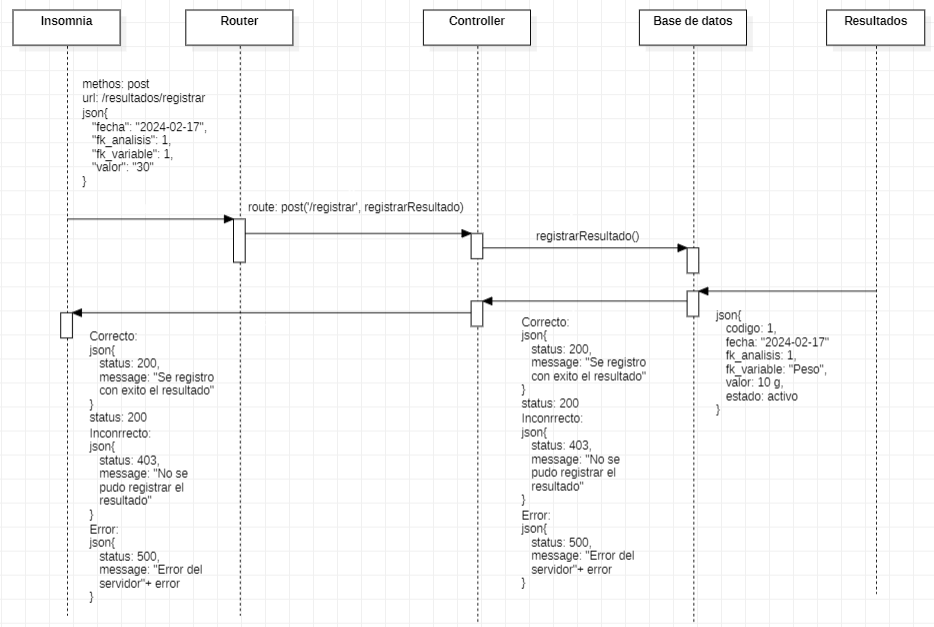 Insomnia
Router
Controller
Base de datos
Resultados
methos: post
url: /resultados/registrar
json{
"fecha": "2024-02-17",
"fk_analisis": 1,
"fk_variable": 1,
"valor": "30"
}
route: post('/registrar', registrarResultado)
registrarResultado()
Correcto:
json{
status: 200,
message: "Se registro
con exito el resultado"
}
status: 200
Inconrrecto:
json{
status: 403,
message: "No se
pudo registrar el
resultado"
}
Error:
json{
status: 500,
message: "Error del
servidor"+ error
}
Correcto:
json{
status: 200,
message: "Se registro
con exito el resultado"
}
status: 200
Inconrrecto:
json{
status: 403,
message: "No se
pudo registrar el
resultado"
}
Error:
json{
status: 500,
message: "Error del
servidor"+ error
}
json{
codigo: 1,
fecha: "2024-02-17"
fk_analisis: 1,
fk_variable: "Peso",
valor: 10 g,
estado: activo
}